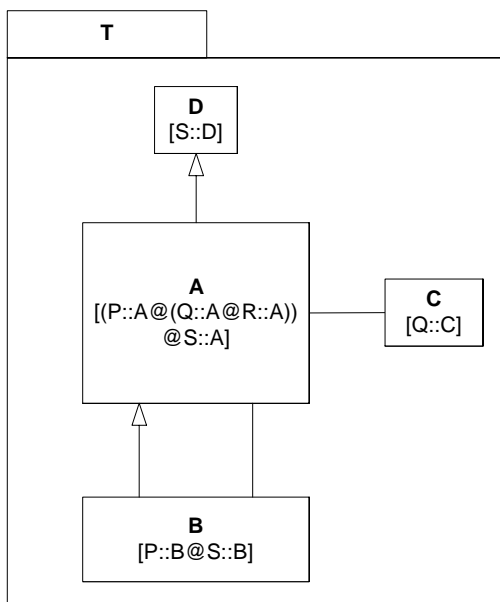 T
D
[S::D]
A
[(P::A@(Q::A@R::A))
@S::A]
C
[Q::C]
B
[P::B@S::B]